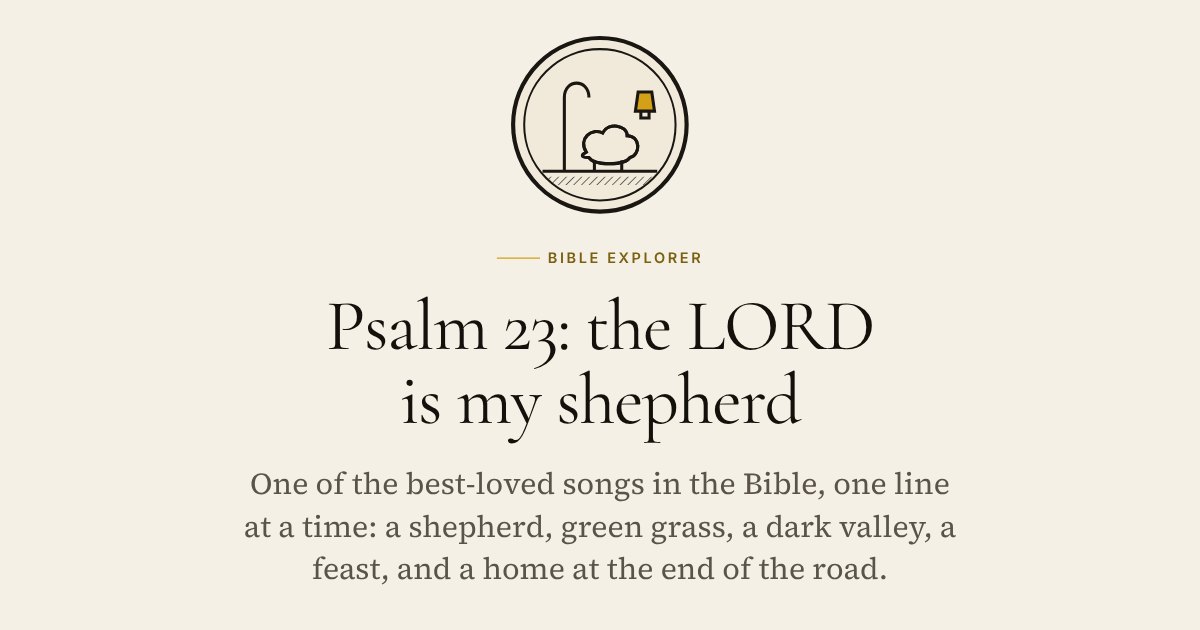 BIBLE EXPLORER
Psalm 23: the LORD
is my shepherd
One of the best-loved songs in the Bible, one line
at a time: a shepherd, green grass, a dark valley, a
feast, and a home at the end of the road.